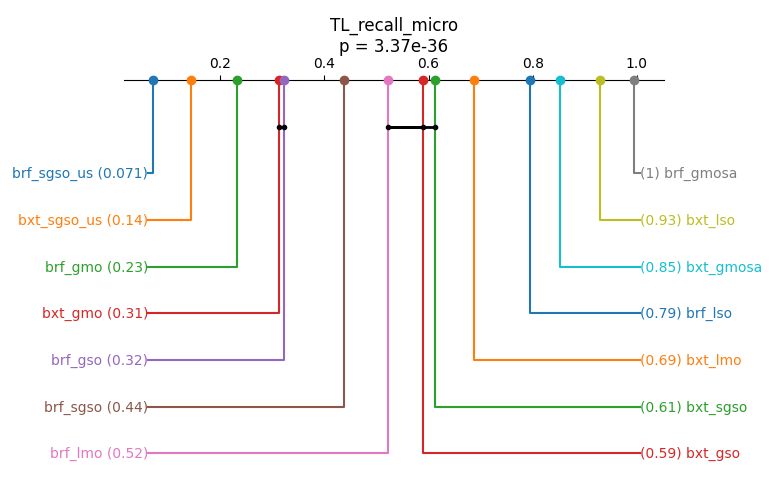 TL_recall_micro
p = 3.37e-36
0.2 0.4 0.6 0.8 1.0
brf_sgso_us (0.071) (1) brf_gmosa
bxt_sgso_us (0.14) (0.93) bxt_lso
brf_gmo (0.23) (0.85) bxt_gmosa
bxt_gmo (0.31) (0.79) brf_lso
brf_gso (0.32) (0.69) bxt_lmo
brf_sgso (0.44) (0.61) bxt_sgso
brf_lmo (0.52) (0.59) bxt_gso